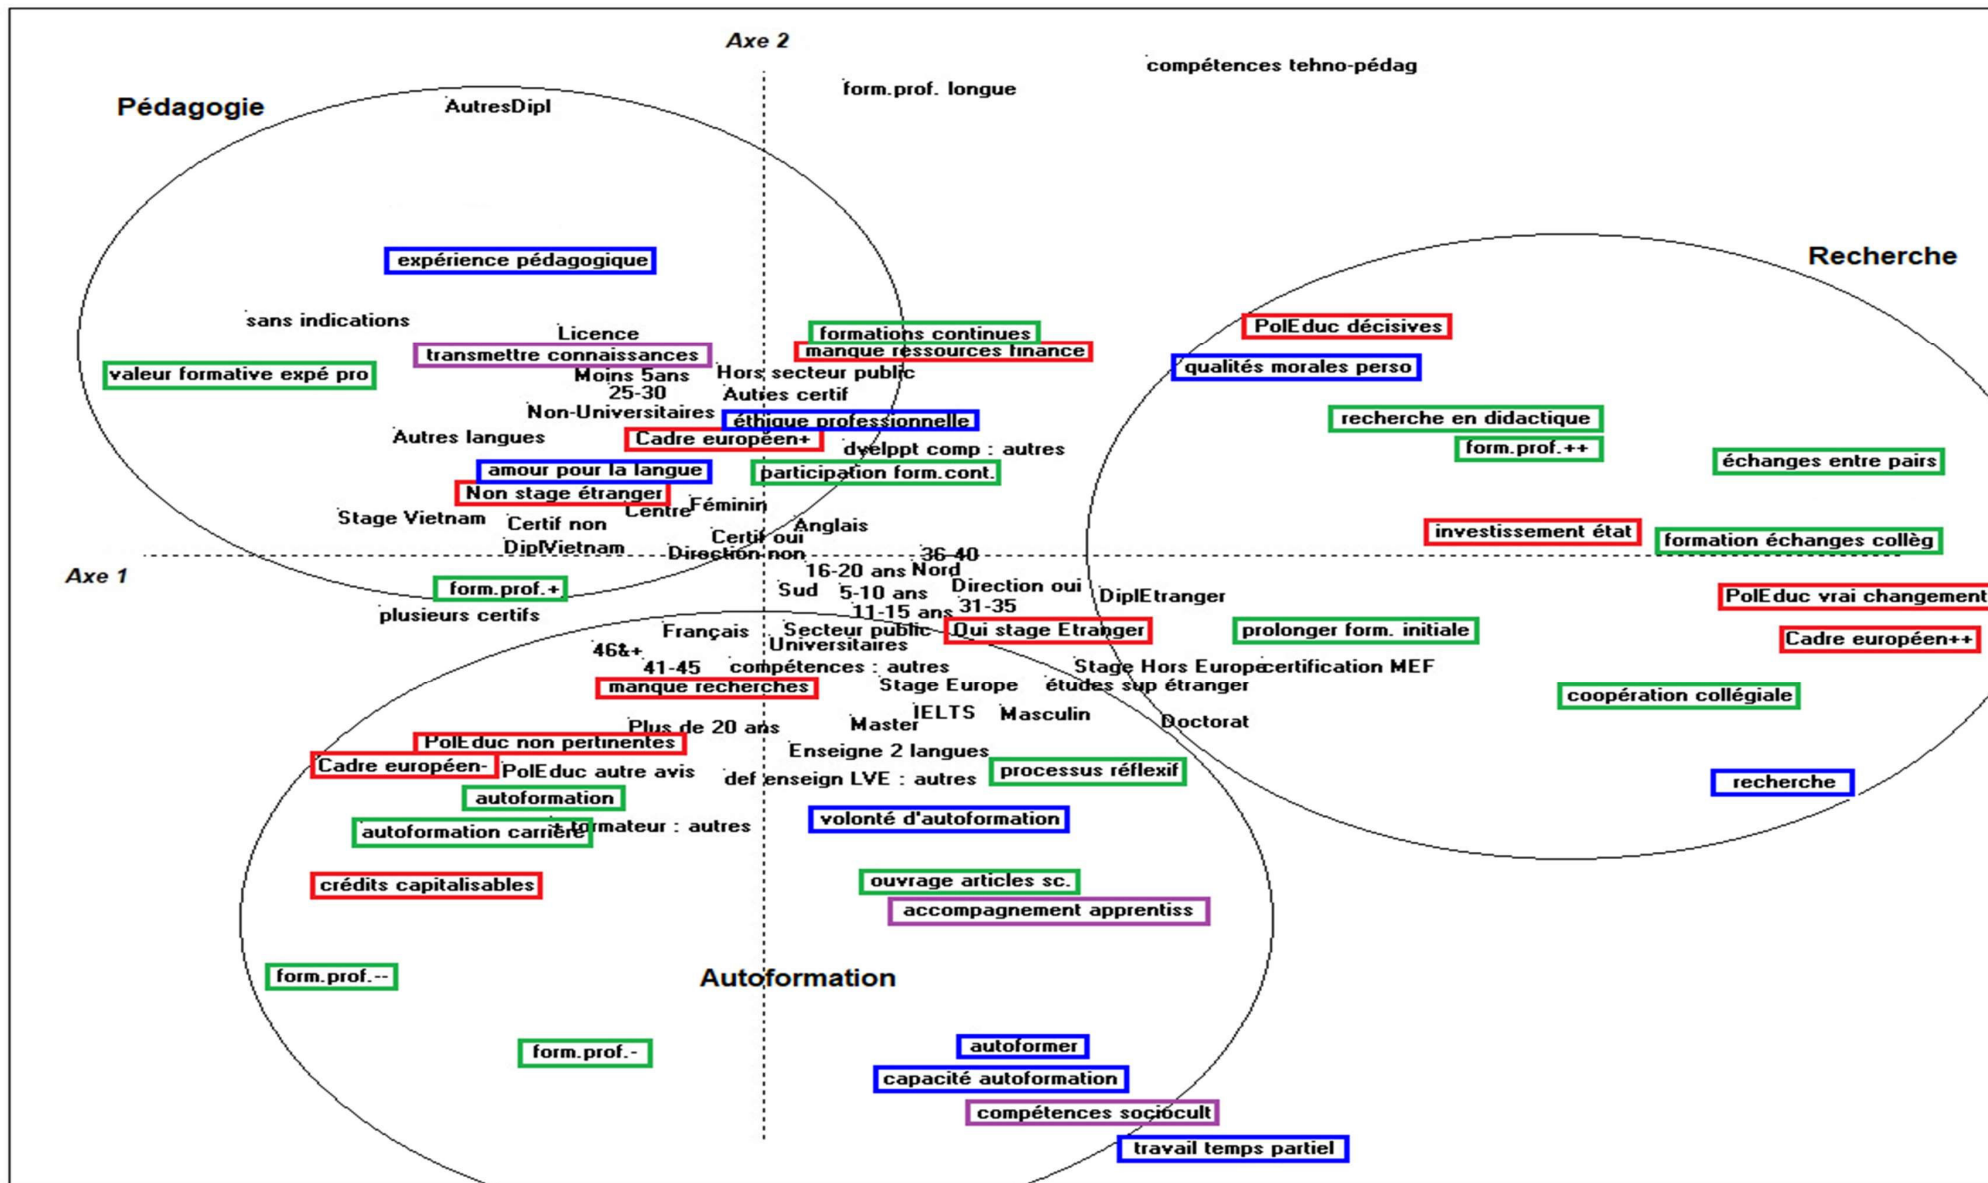 Axe 2
compétences tehno-pédag
form.prof. longue
Pédagogie
AutresDipl
Recherche
expérience pédagogique
sans indications
PolEduc décisives
Licence
formations continues
transmettre connaissances
manque ressources finance
qualités morales perso
valeur formative expé pro
Moins 5ans
Hors secteur public
25-30
Autres certif
Non-Universitaires
éthique professionnelle
recherche en didactique
Autres langues
Cadre européen+
dvelppt comp : autres
form.prof.++
échanges entre pairs
amour pour la langue
participation form.cont.
Non stage étranger
Centre
Féminin
Stage Vietnam
Certif non
Anglais
investissement état
Certif oui
formation échanges collèg
DiplVietnam
Direction non
36-40
Axe 1
16-20 ans
Nord
form.prof.+
Sud
5-10 ans
Direction oui
DiplEtranger
PolEduc vrai changement
plusieurs certifs
11-15 ans
31-35
Français
Secteur public
Qui stage Etranger
prolonger form. initiale
Cadre européen++
46&+
Universitaires
41-45
compétences : autres
Stage Hors Europe
certification MEF
manque recherches
Stage Europe
études sup étranger
coopération collégiale
IELTS
Masculin
Plus de 20 ans
Master
Doctorat
PolEduc non pertinentes
Enseigne 2 langues
Cadre européen-
PolEduc autre avis
def enseign LVE : autres
processus réflexif
recherche
autoformation
volonté d'autoformation
autoformation carrière
+ formateur : autres
crédits capitalisables
ouvrage articles sc.
accompagnement apprentiss
form.prof.--
Autoformation
form.prof.-
autoformer
capacité autoformation
compétences sociocult
travail temps partiel